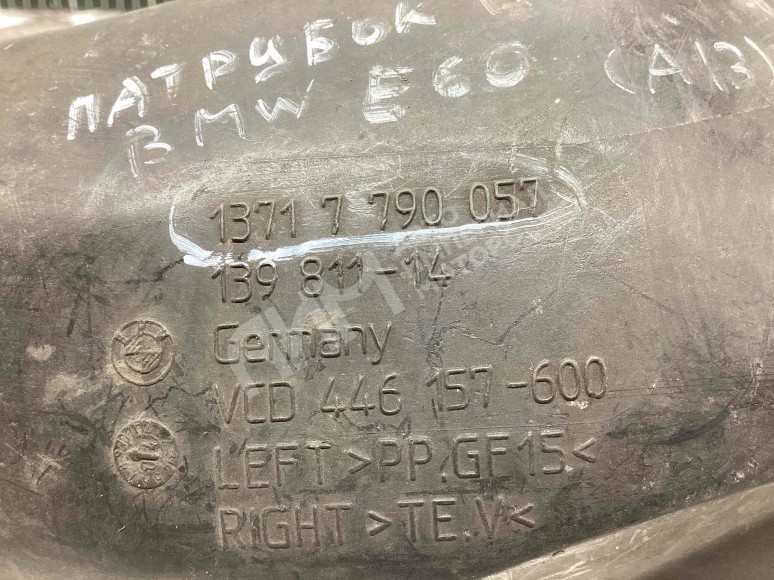 ПАТРУБОК
BMW E60 (А13)
1371 7 790 057
139 811-14
Germany
VCD 446 157-600
LEFT >PP.GF15.<
RIGHT >TE.V<